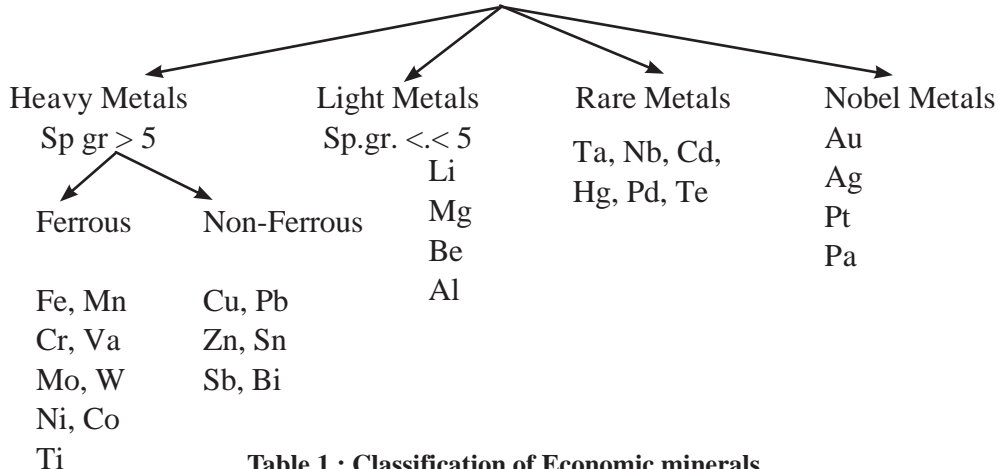 Heavy Metals
Sp gr > 5
Ferrous
Fe, Mn
Cr, Va
Mo, W
Ni, Co
Ti
Non-Ferrous
Cu, Pb
Zn, Sn
Sb, Bi
Light Metals
Sp.gr. <.< 5
Li
Mg
Be
Al
Rare Metals
Ta, Nb, Cd,
Hg, Pd, Te
Nobel Metals
Au
Ag
Pt
Pa
Table 1 : Classification of Economic minerals